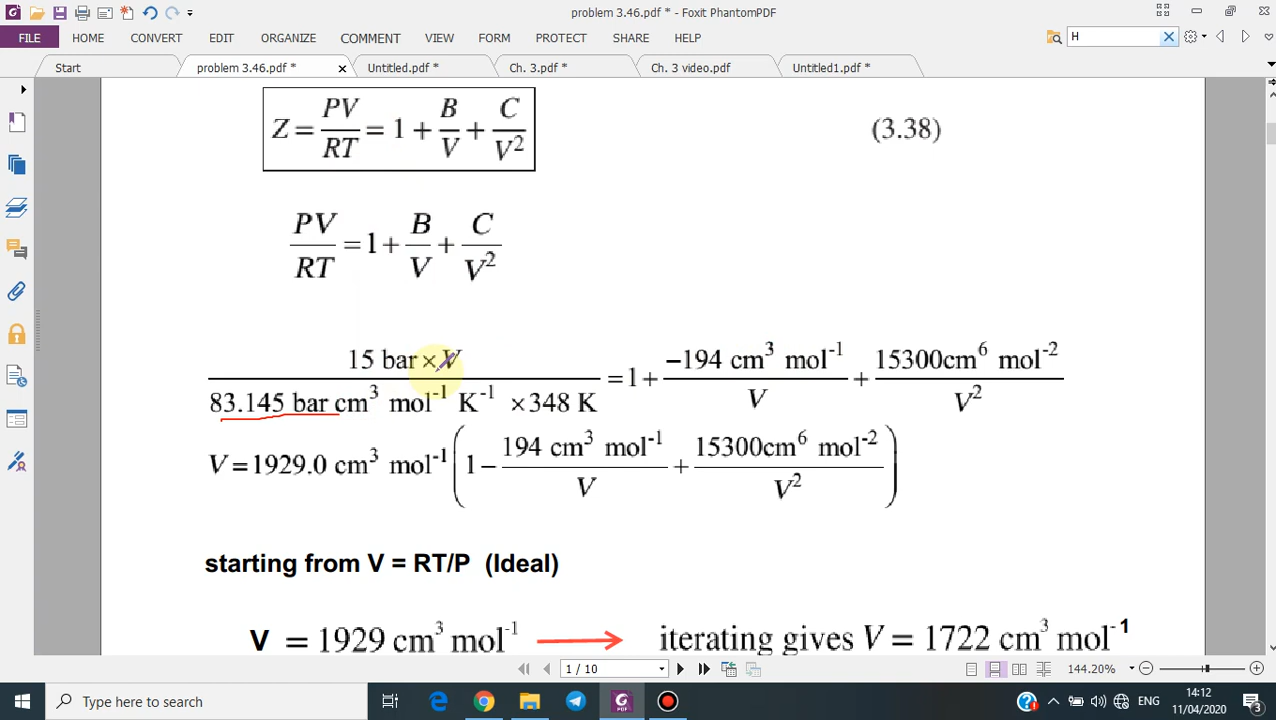 problem 3.46.pdf * - Foxit PhantomPDF
FILE HOME CONVERT EDIT ORGANIZE COMMENT VIEW FORM PROTECT SHARE HELP H
Start problem 3.46.pdf * Untitled.pdf * Ch. 3.pdf * Ch. 3 video.pdf Untitled1.pdf *
Z = PV/RT = 1 + B/V + C/V² (3.38)
PV/RT = 1 + B/V + C/V²
15 bar × V / 83.145 bar cm³ mol⁻¹ K⁻¹ × 348 K = 1 + −194 cm³ mol⁻¹ / V + 15300cm⁶ mol⁻² / V²
V = 1929.0 cm³ mol⁻¹ ( 1 − 194 cm³ mol⁻¹ / V + 15300cm⁶ mol⁻² / V² )
starting from V = RT/P (Ideal)
V = 1929 cm³ mol⁻¹ iterating gives V = 1722 cm³ mol⁻¹
1 / 10 144.20%
Type here to search ENG 14:12
11/04/2020 3